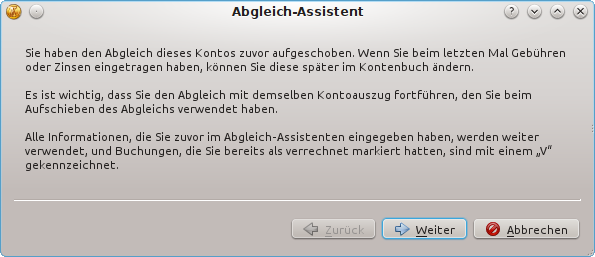 Abgleich-Assistent
Sie haben den Abgleich dieses Kontos zuvor aufgeschoben. Wenn Sie beim letzten Mal Gebühren
oder Zinsen eingetragen haben, können Sie diese später im Kontenbuch ändern.
Es ist wichtig, dass Sie den Abgleich mit demselben Kontoauszug fortführen, den Sie beim
Aufschieben des Abgleichs verwendet haben.
Alle Informationen, die Sie zuvor im Abgleich-Assistenten eingegeben haben, werden weiter
verwendet, und Buchungen, die Sie bereits als verrechnet markiert hatten, sind mit einem „V“
gekennzeichnet.
Zurück Weiter Abbrechen